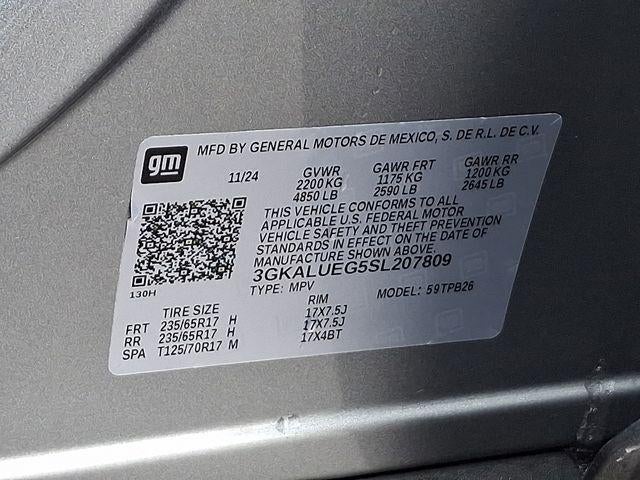 gm
MFD BY GENERAL MOTORS DE MEXICO, S. DE R.L. DE C.V.
11/24 GVWR GAWR FRT GAWR RR
2200 KG 1175 KG 1200 KG
4850 LB 2590 LB 2645 LB
THIS VEHICLE CONFORMS TO ALL
APPLICABLE U.S. FEDERAL MOTOR
VEHICLE SAFETY AND THEFT PREVENTION
STANDARDS IN EFFECT ON THE DATE OF
MANUFACTURE SHOWN ABOVE.
3GKALUEG5SL207809
130H
TYPE: MPV MODEL: 59TPB26
TIRE SIZE RIM
FRT 235/65R17 H 17X7.5J
RR 235/65R17 H 17X7.5J
SPA T125/70R17 M 17X4BT